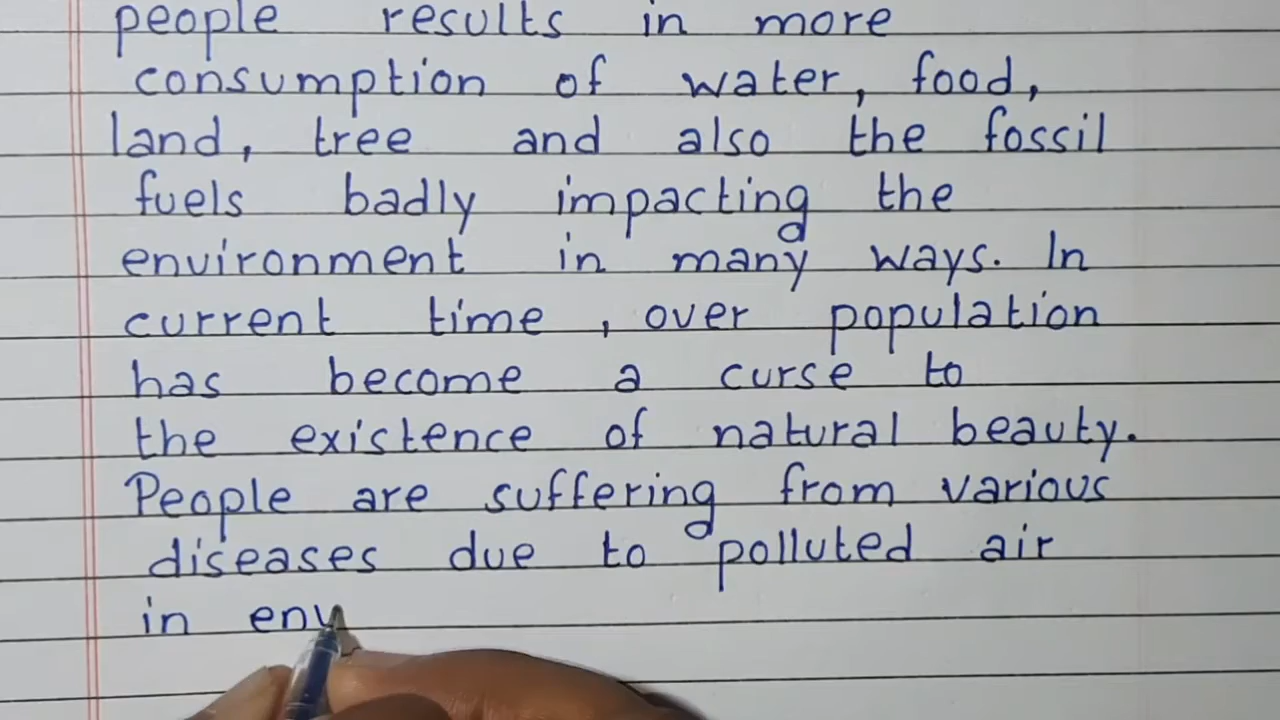 people results in more
consumption of water, food,
land, tree and also the fossil
fuels badly impacting the
environment in many ways. In
current time, over population
has become a curse to
the existence of natural beauty.
People are suffering from various
diseases due to polluted air
in env